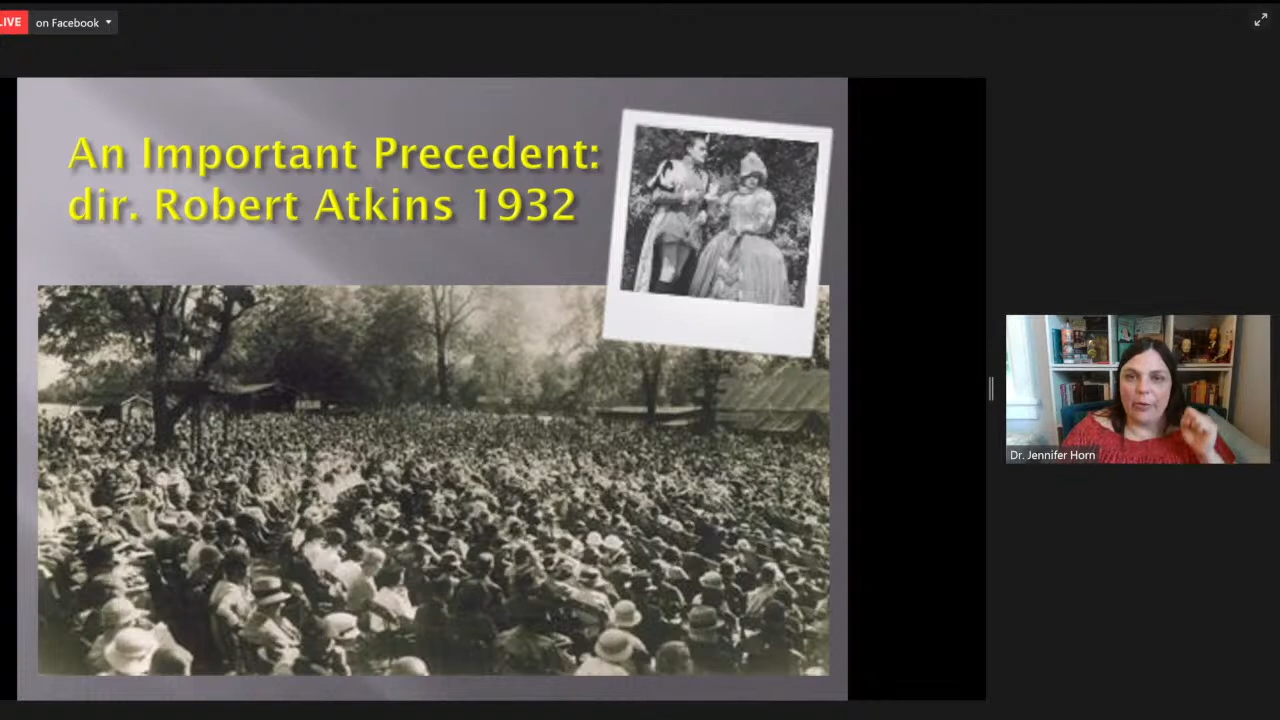 LIVE
on Facebook
An Important Precedent:
dir. Robert Atkins 1932
Dr. Jennifer Horn